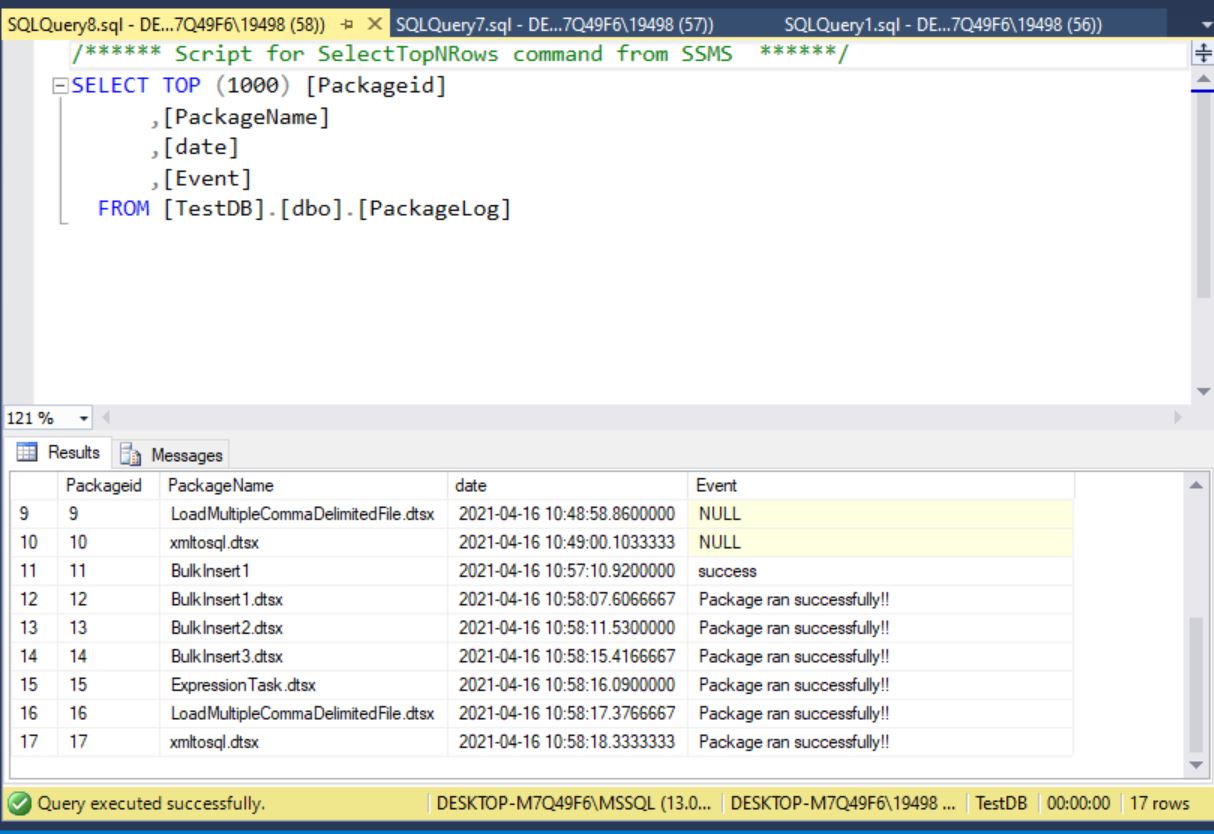 SQLQuery8.sql - DE...7Q49F6\19498 (58)) SQLQuery7.sql - DE...7Q49F6\19498 (57)) SQLQuery1.sql - DE...7Q49F6\19498 (56))
/****** Script for SelectTopNRows command from SSMS ******/
SELECT TOP (1000) [Packageid]
,[PackageName]
,[date]
,[Event]
FROM [TestDB].[dbo].[PackageLog]
121 %
Results Messages
Packageid PackageName date Event
9 9 LoadMultipleCommaDelimitedFile.dtsx 2021-04-16 10:48:58.8600000 NULL
10 10 xmltosql.dtsx 2021-04-16 10:49:00.1033333 NULL
11 11 BulkInsert1 2021-04-16 10:57:10.9200000 success
12 12 BulkInsert1.dtsx 2021-04-16 10:58:07.6066667 Package ran successfully!!
13 13 BulkInsert2.dtsx 2021-04-16 10:58:11.5300000 Package ran successfully!!
14 14 BulkInsert3.dtsx 2021-04-16 10:58:15.4166667 Package ran successfully!!
15 15 ExpressionTask.dtsx 2021-04-16 10:58:16.0900000 Package ran successfully!!
16 16 LoadMultipleCommaDelimitedFile.dtsx 2021-04-16 10:58:17.3766667 Package ran successfully!!
17 17 xmltosql.dtsx 2021-04-16 10:58:18.3333333 Package ran successfully!!
Query executed successfully. DESKTOP-M7Q49F6\MSSQL (13.0... DESKTOP-M7Q49F6\19498 ... TestDB 00:00:00 17 rows